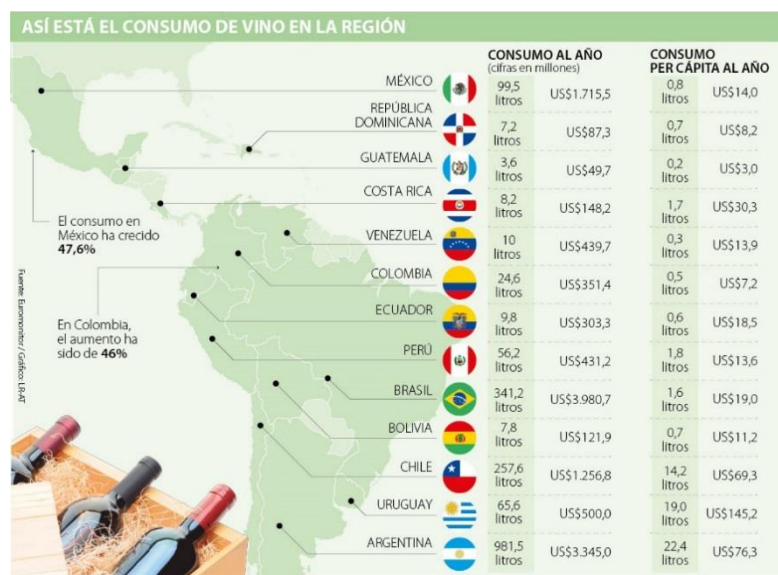 ASÍ ESTÁ EL CONSUMO DE VINO EN LA REGIÓN
CONSUMO AL AÑO
(cifras en millones)
CONSUMO
PER CÁPITA AL AÑO
MÉXICO
99,5
litros
US$1.715,5
0,8
litros
US$14,0
REPÚBLICA
DOMINICANA
7,2
litros
US$87,3
0,7
litros
US$8,2
GUATEMALA
3,6
litros
US$49,7
0,2
litros
US$3,0
COSTA RICA
8,2
litros
US$148,2
1,7
litros
US$30,3
VENEZUELA
10
litros
US$439,7
0,3
litros
US$13,9
COLOMBIA
24,6
litros
US$351,4
0,5
litros
US$7,2
ECUADOR
9,8
litros
US$303,3
0,6
litros
US$18,5
PERÚ
56,2
litros
US$431,2
1,8
litros
US$13,6
BRASIL
341,2
litros
US$3.980,7
1,6
litros
US$19,0
BOLIVIA
7,8
litros
US$121,9
0,7
litros
US$11,2
CHILE
257,6
litros
US$1.256,8
14,2
litros
US$69,3
URUGUAY
65,6
litros
US$500,0
19,0
litros
US$145,2
ARGENTINA
981,5
litros
US$3.345,0
22,4
litros
US$76,3
El consumo en
México ha crecido
47,6%
En Colombia,
el aumento ha
sido de 46%
Fuente: Euromonitor / Gráfico: LR-AT